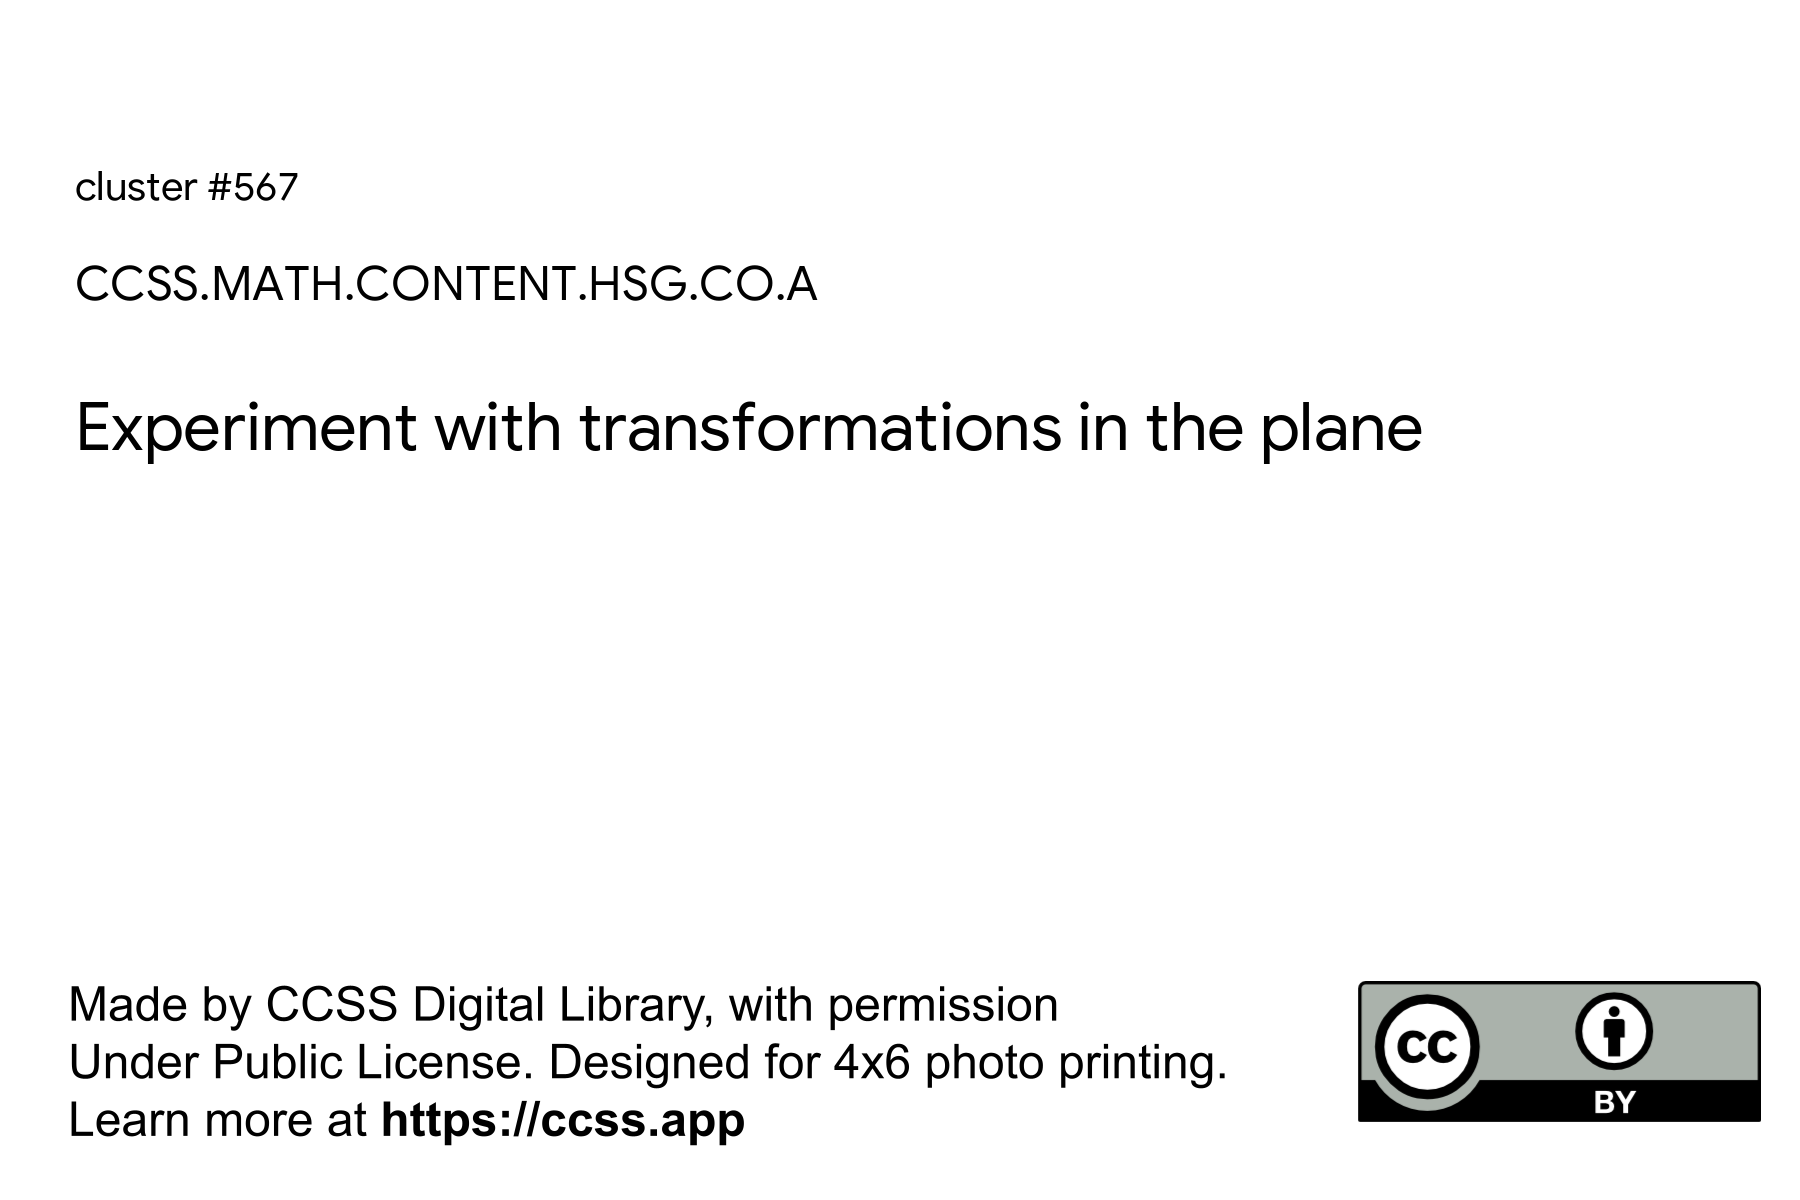 cluster #567
CCSS.MATH.CONTENT.HSG.CO.A
Experiment with transformations in the plane
Made by CCSS Digital Library, with permission
Under Public License. Designed for 4x6 photo printing.
Learn more at https://ccss.app
cc
BY